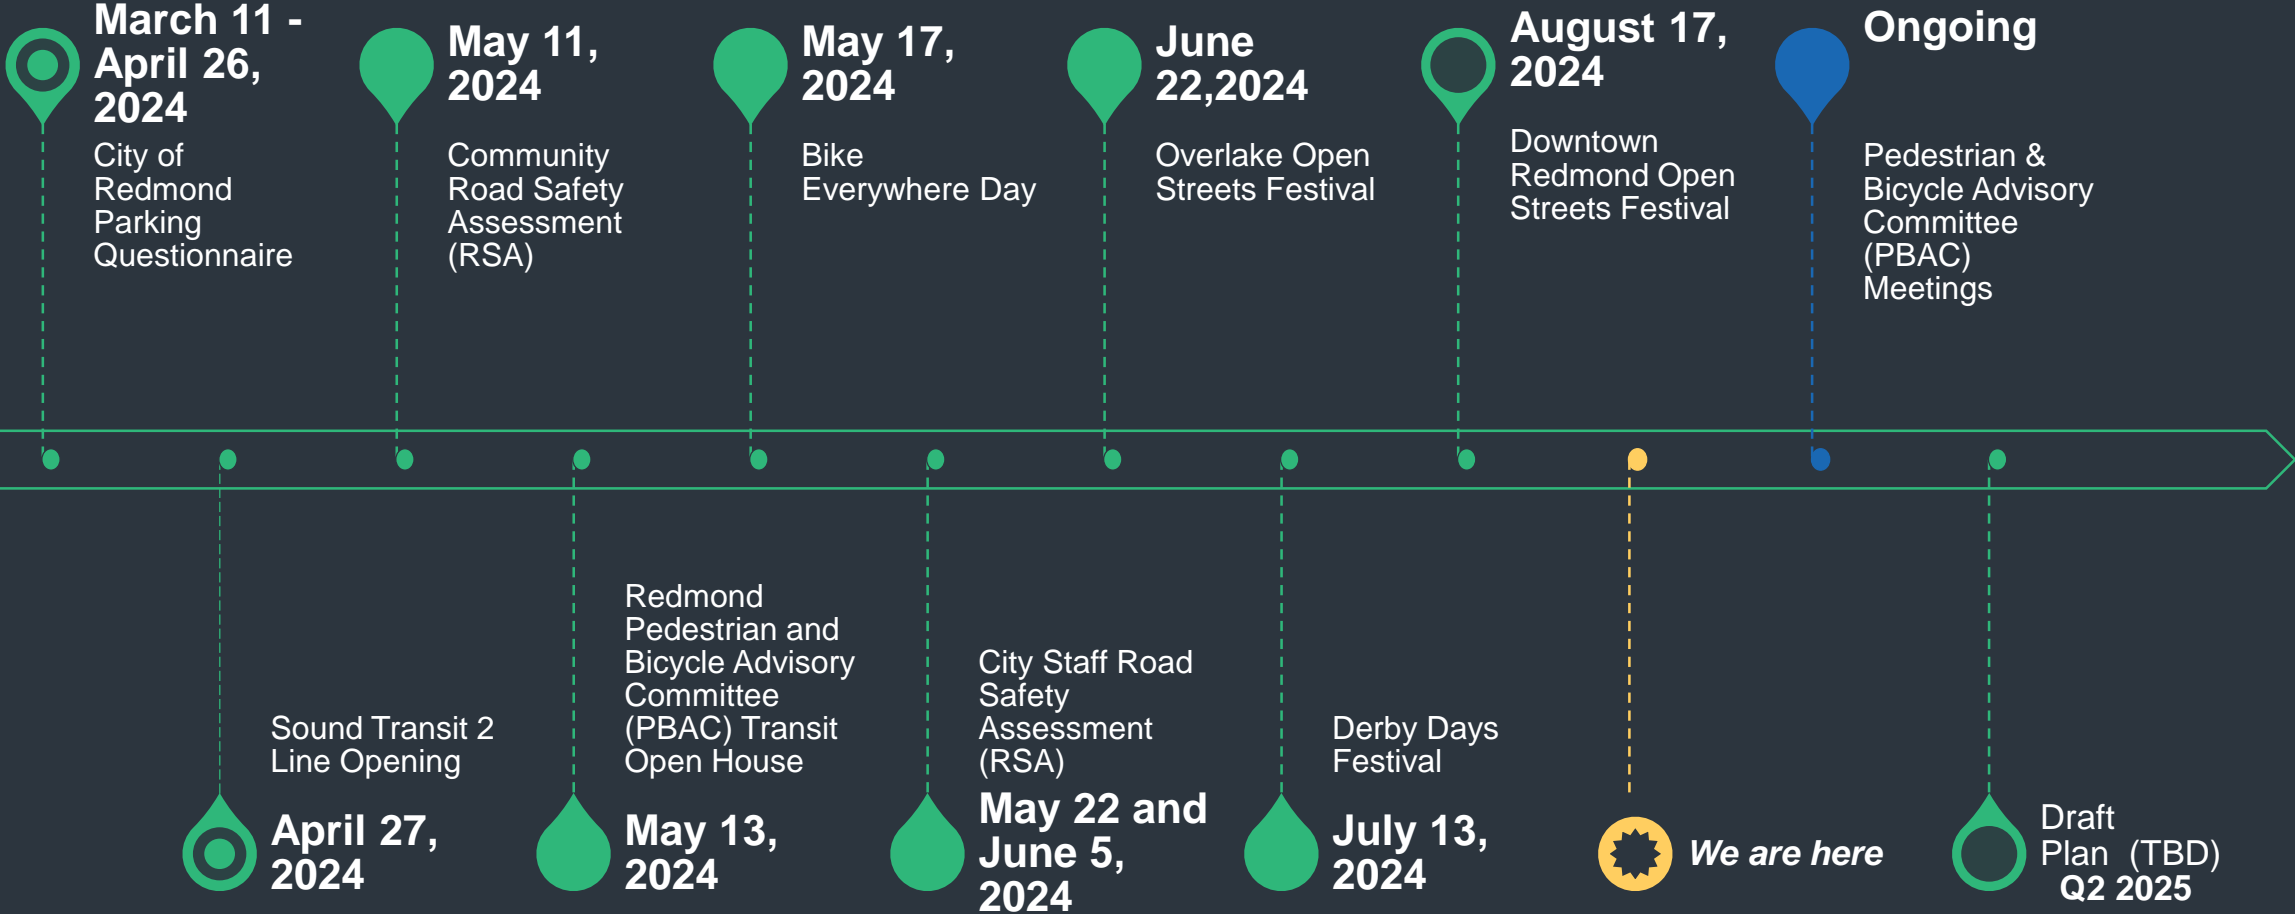 March 11 -
April 26,
2024
City of
Redmond
Parking
Questionnaire
May 11,
2024
Community
Road Safety
Assessment
(RSA)
May 17,
2024
Bike
Everywhere Day
June
22,2024
Overlake Open
Streets Festival
August 17,
2024
Downtown
Redmond Open
Streets Festival
Ongoing
Pedestrian &
Bicycle Advisory
Committee
(PBAC)
Meetings
Sound Transit 2
Line Opening
April 27,
2024
Redmond
Pedestrian and
Bicycle Advisory
Committee
(PBAC) Transit
Open House
May 13,
2024
City Staff Road
Safety
Assessment
(RSA)
May 22 and
June 5,
2024
Derby Days
Festival
July 13,
2024
We are here
Draft
Plan  (TBD)
Q2 2025